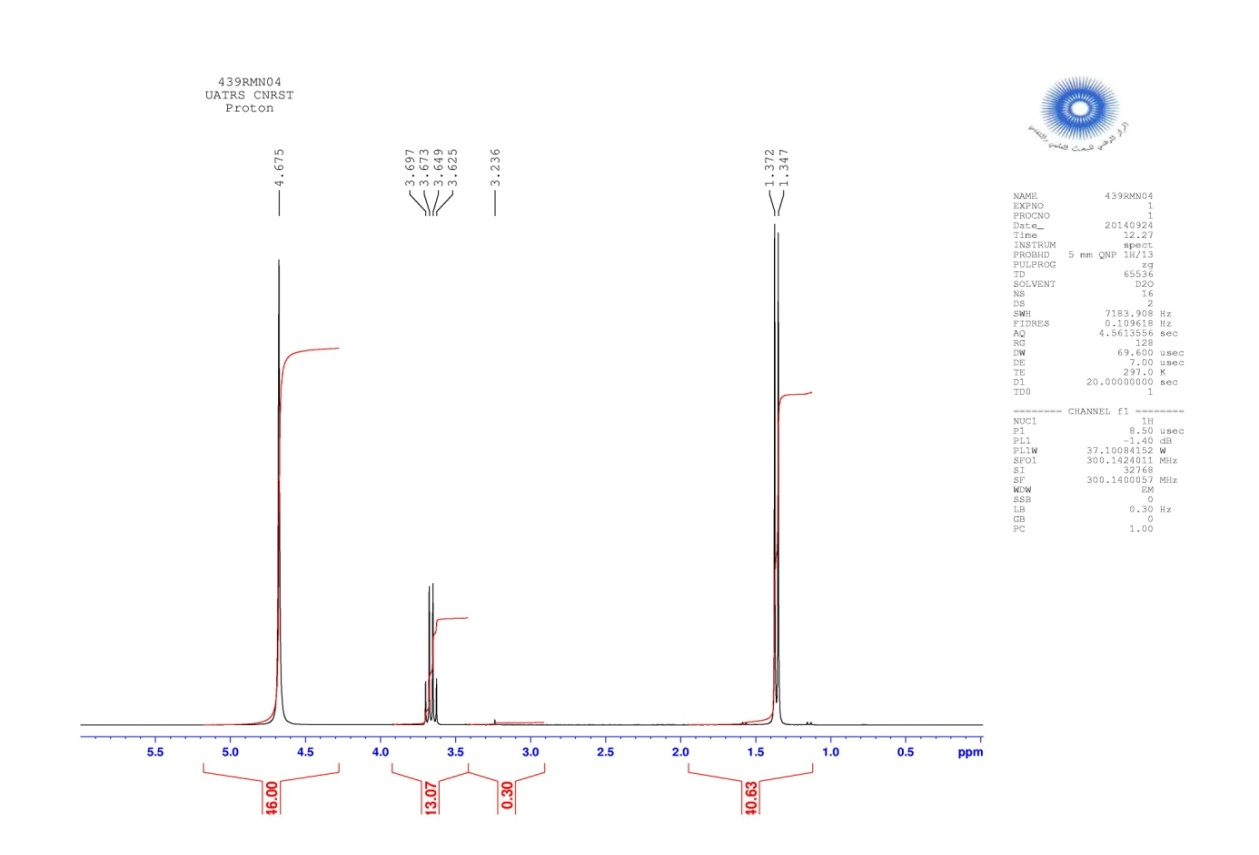 439RMN04
UATRS CNRST
Proton
4.675
3.697
3.673
3.649
3.625
3.236
1.372
1.347
NAME 439RMN04
EXPNO 1
PROCNO 1
Date_ 20140924
Time 12.27
INSTRUM spect
PROBHD 5 mm QNP 1H/13
PULPROG zg
TD 65536
SOLVENT D2O
NS 16
DS 2
SWH 7183.908 Hz
FIDRES 0.109618 Hz
AQ 4.5613556 sec
RG 128
DW 69.600 usec
DE 7.00 usec
TE 297.0 K
D1 20.00000000 sec
TD0 1
======== CHANNEL f1 ========
NUC1 1H
P1 8.50 usec
PL1 -1.40 dB
PL1W 37.10084152 W
SFO1 300.1424011 MHz
SI 32768
SF 300.1400057 MHz
WDW EM
SSB 0
LB 0.30 Hz
GB 0
PC 1.00
5.5 5.0 4.5 4.0 3.5 3.0 2.5 2.0 1.5 1.0 0.5 ppm
46.00
13.07
0.30
40.63